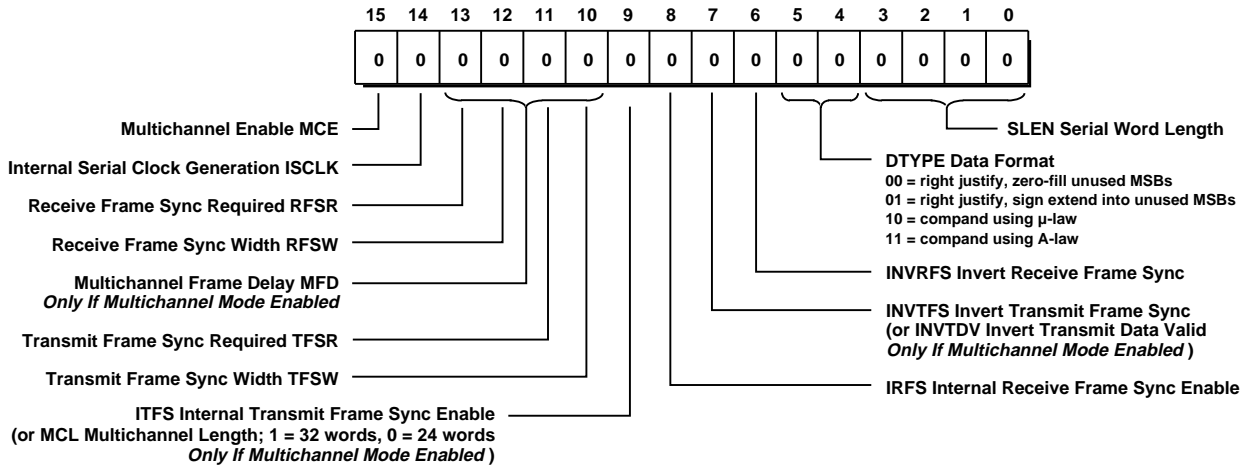 15 14 13 12 11 10 9 8 7 6 5 4 3 2 1 0
0 0 0 0 0 0 0 0 0 0 0 0 0 0 0 0
Multichannel Enable MCE
Internal Serial Clock Generation ISCLK
Receive Frame Sync Required RFSR
Receive Frame Sync Width RFSW
Multichannel Frame Delay MFD
Only If Multichannel Mode Enabled
Transmit Frame Sync Required TFSR
Transmit Frame Sync Width TFSW
ITFS Internal Transmit Frame Sync Enable
(or MCL Multichannel Length; 1 = 32 words, 0 = 24 words
Only If Multichannel Mode Enabled )
SLEN Serial Word Length
DTYPE Data Format
00 = right justify, zero-fill unused MSBs
01 = right justify, sign extend into unused MSBs
10 = compand using µ-law
11 = compand using A-law
INVRFS Invert Receive Frame Sync
INVTFS Invert Transmit Frame Sync
(or INVTDV Invert Transmit Data Valid
Only If Multichannel Mode Enabled )
IRFS Internal Receive Frame Sync Enable